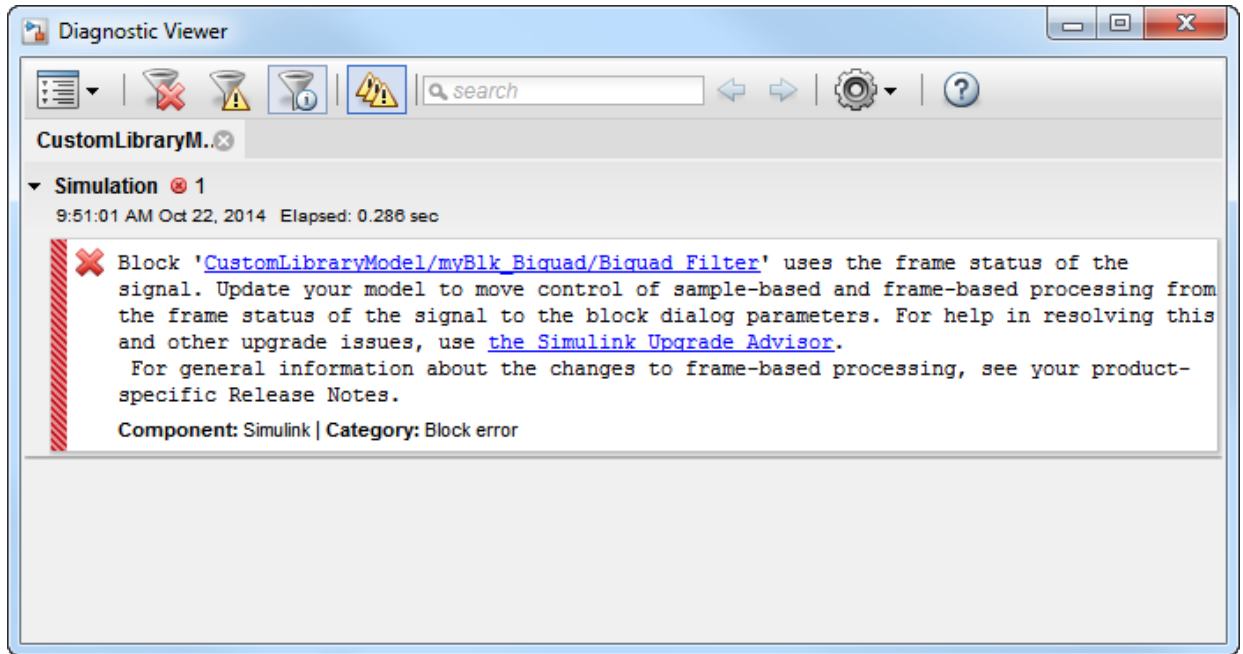 Diagnostic Viewer
search
CustomLibraryM..
Simulation 1
9:51:01 AM Oct 22, 2014 Elapsed: 0.286 sec
Block 'CustomLibraryModel/myBlk_Biquad/Biquad Filter' uses the frame status of the
signal. Update your model to move control of sample-based and frame-based processing from
the frame status of the signal to the block dialog parameters. For help in resolving this
and other upgrade issues, use the Simulink Upgrade Advisor.
For general information about the changes to frame-based processing, see your product-
specific Release Notes.
Component: Simulink | Category: Block error